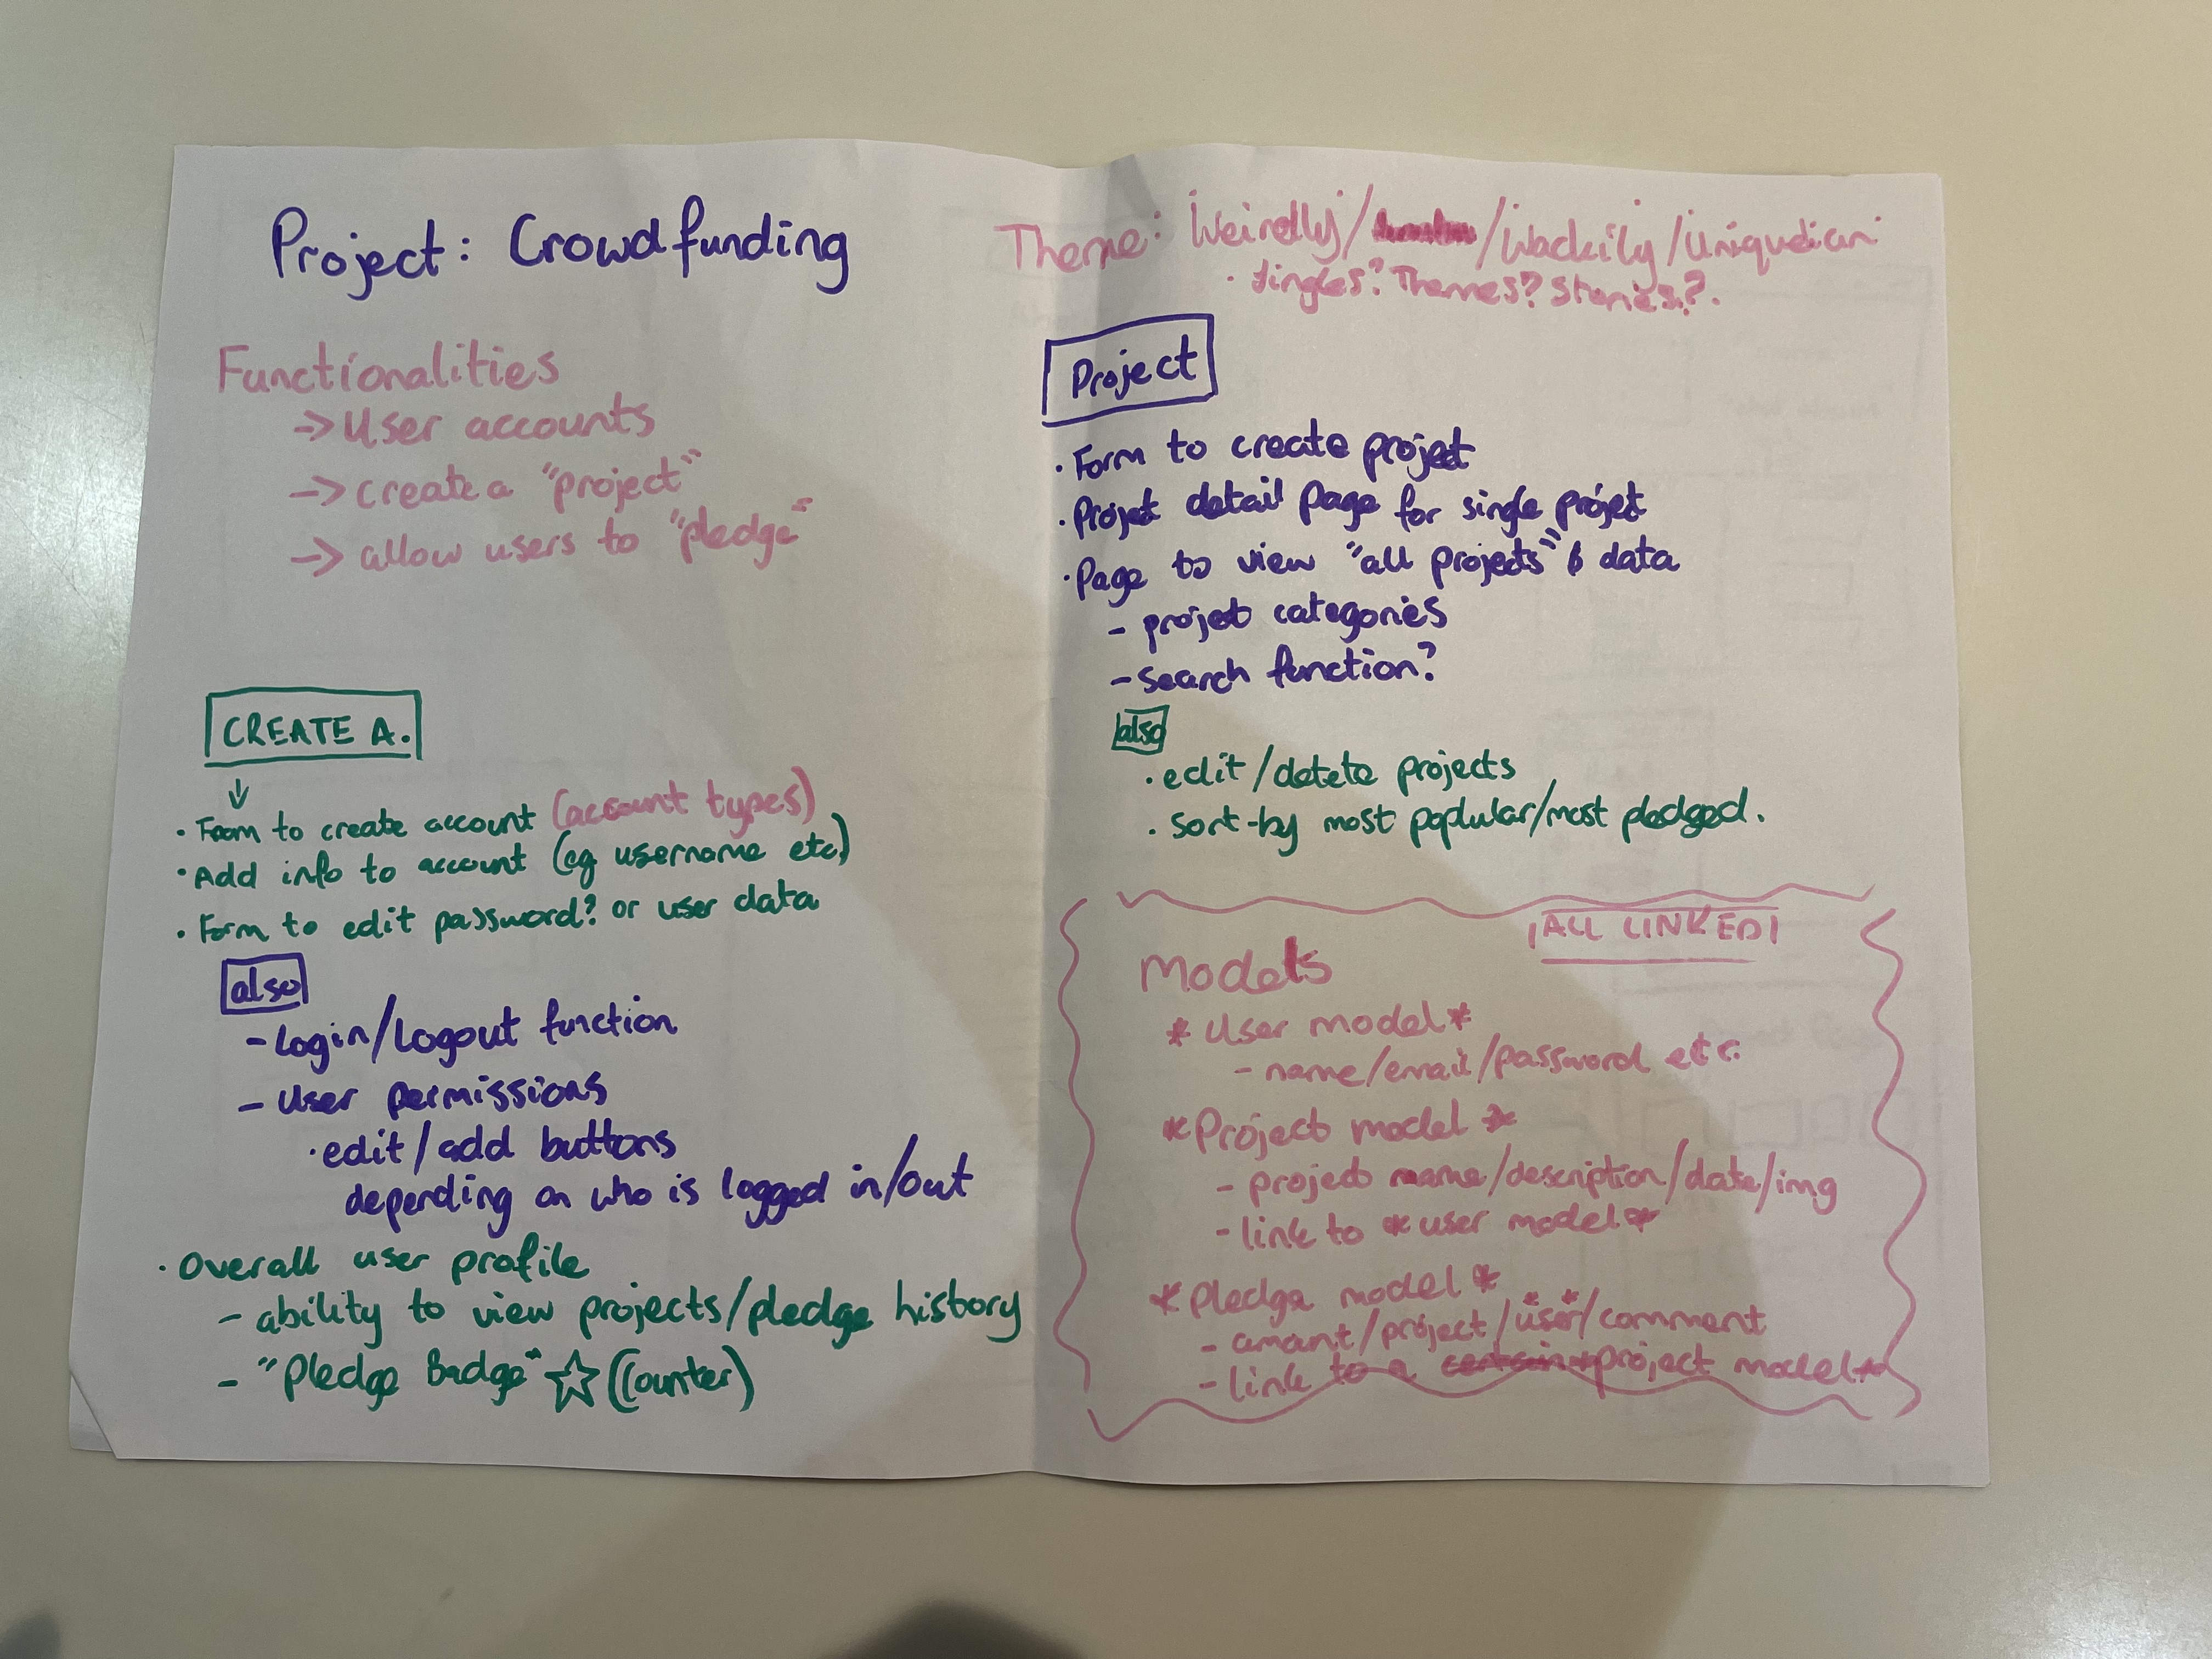 Project: Crowdfunding
Functionalities
-> User accounts
-> create a "project"
-> allow users to "pledge"
CREATE A.
↓
· Form to create account (account types)
· Add info to account (eg username etc)
· Form to edit password? or user data
also
- Login/Logout function
- User permissions
· edit/add buttons
depending on who is logged in/out
· Overall user profile
- ability to view projects/pledge history
- "Pledge Badge" ☆ (Counter)
Theme: Weirdly/ /Wackily/Uniqudian
· Jingles? Themes? Stories?.
Project
· Form to create project
· Project detail page for single project
· Page to view "all projects" & data
- project categories
- Search function?
also
· edit/delete projects
· sort-by most poplular/most pledged.
ALL LINKED
Models
* User model *
- name/email/password etc.
* Project model *
- project name/description/date/img
- link to * user model *
* Pledge model *
- amount/project/*user*/comment
- link to a certain *project model*